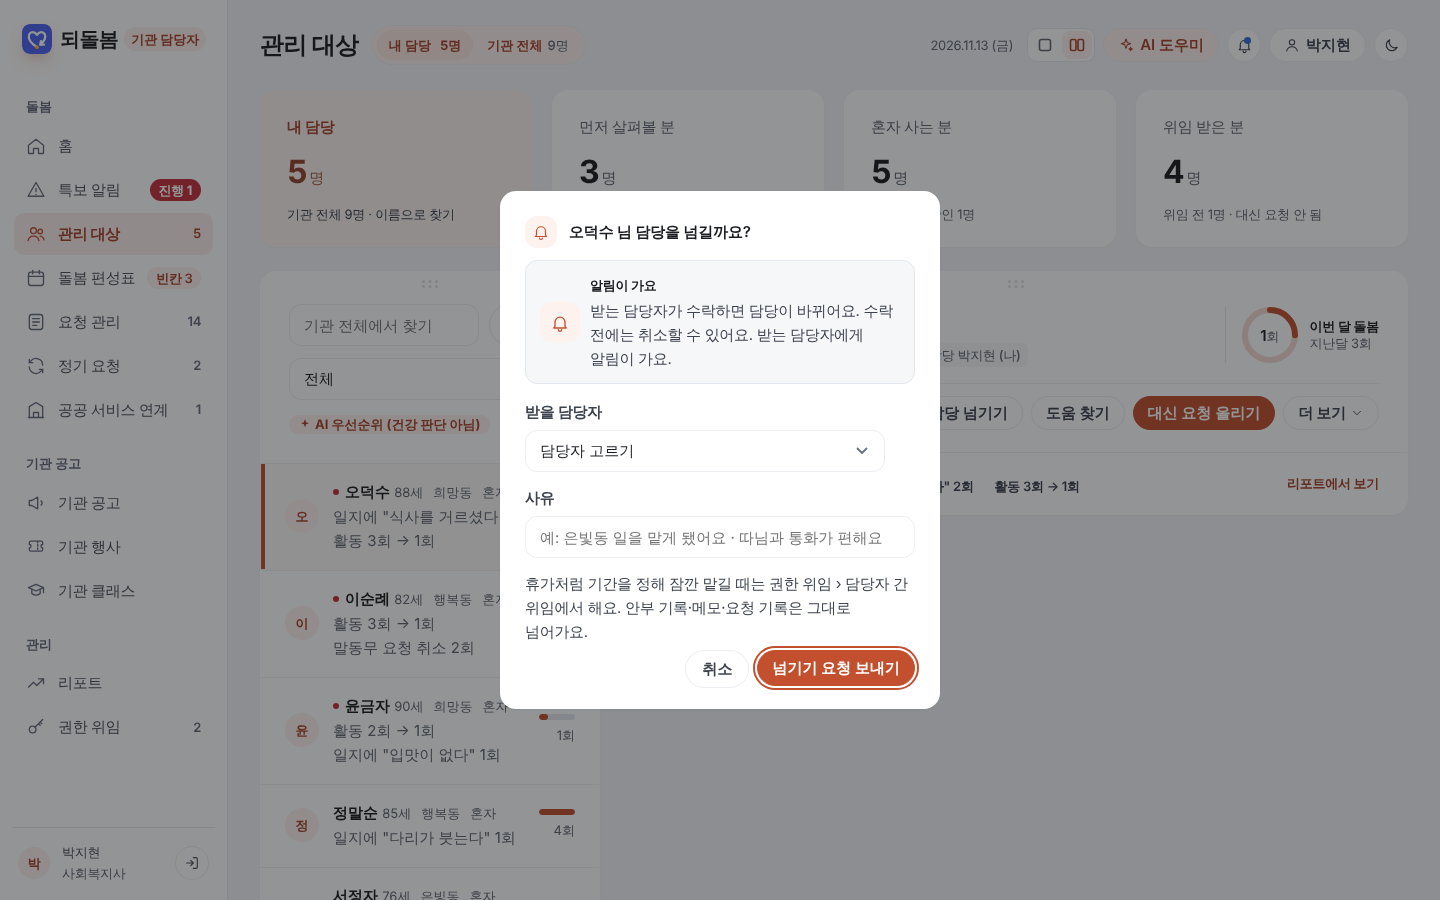 되돌봄 기관 담당자
돌봄
홈
특보 알림 진행 1
관리 대상 5
돌봄 편성표 빈칸 3
요청 관리 14
정기 요청 2
공공 서비스 연계 1
기관 공고
기관 공고
기관 행사
기관 클래스
관리
리포트
권한 위임 2
박
박지현
사회복지사
관리 대상 내 담당 5명 기관 전체 9명
2026.11.13 (금) AI 도우미 박지현
내 담당
5명
기관 전체 9명 · 이름으로 찾기
먼저 살펴볼 분
3명
혼자 사는 분
5명
인 1명
위임 받은 분
4명
위임 전 1명 · 대신 요청 안 됨
기관 전체에서 찾기
전체
AI 우선순위 (건강 판단 아님)
오
오덕수 88세 희망동
일지에 "식사를 거르셨다
활동 3회 → 1회
이
이순례 82세 행복동
활동 3회 → 1회
말동무 요청 취소 2회
윤
윤금자 90세 희망동 혼자
활동 2회 → 1회
일지에 "입맛이 없다" 1회
1회
정
정말순 85세 행복동 혼자
일지에 "다리가 붓는다" 1회
4회
서정자 76세 은빛동 혼자
당 박지현 (나)
1회
이번 달 돌봄
지난달 3회
담당 넘기기 도움 찾기 대신 요청 올리기 더 보기
" 2회 활동 3회 → 1회 리포트에서 보기
오덕수 님 담당을 넘길까요?
알림이 가요
받는 담당자가 수락하면 담당이 바뀌어요. 수락
전에는 취소할 수 있어요. 받는 담당자에게
알림이 가요.
받을 담당자
담당자 고르기
사유
예: 은빛동 일을 맡게 됐어요 · 따님과 통화가 편해요
휴가처럼 기간을 정해 잠깐 맡길 때는 권한 위임 › 담당자 간
위임에서 해요. 안부 기록·메모·요청 기록은 그대로
넘어가요.
취소 넘기기 요청 보내기